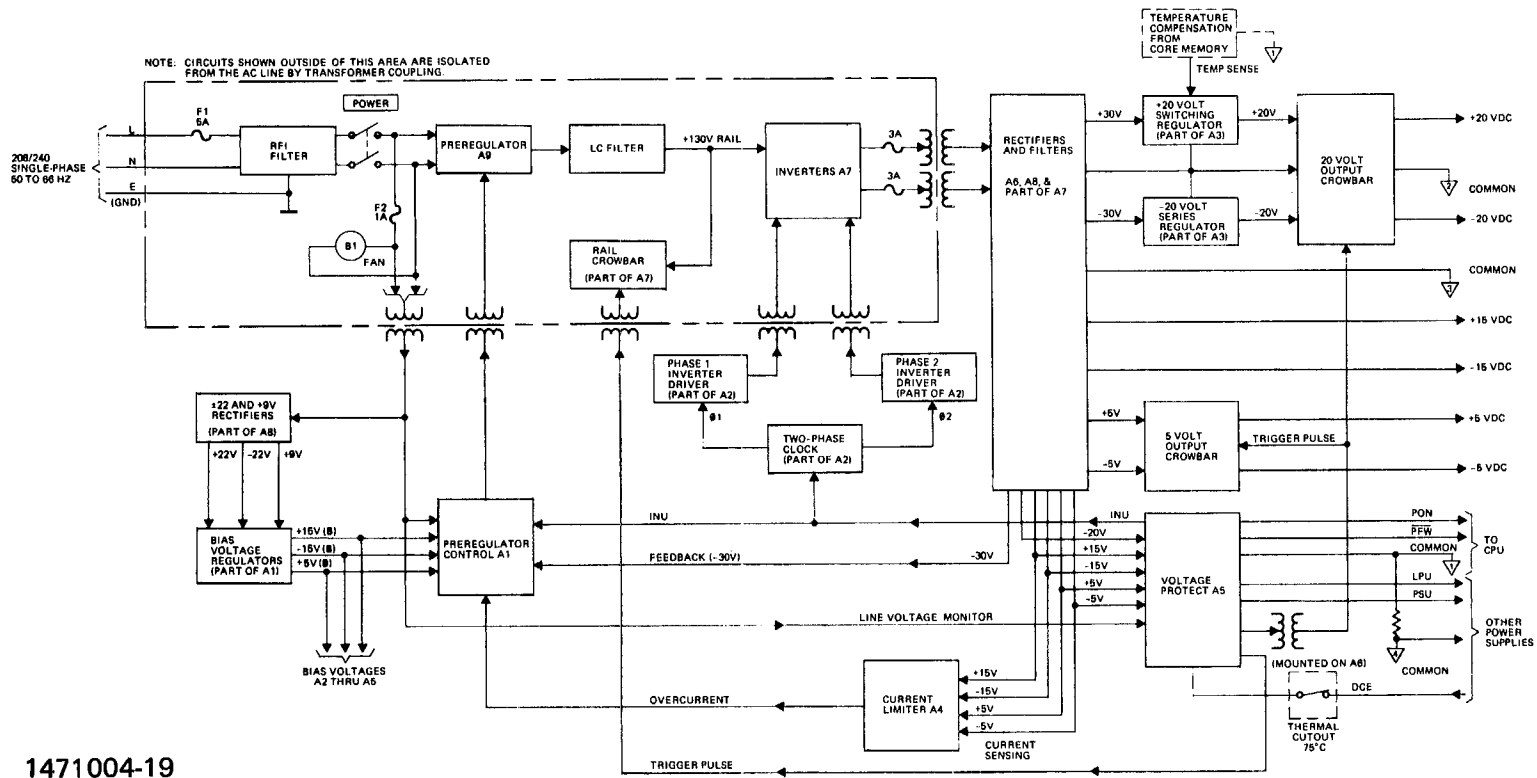 NOTE: CIRCUITS SHOWN OUTSIDE OF THIS AREA ARE ISOLATED
FROM THE AC LINE BY TRANSFORMER COUPLING.
TEMPERATURE
COMPENSATION
FROM
CORE MEMORY
1
TEMP SENSE
POWER
F1
5A
L
N
E
(GND)
208/240
SINGLE-PHASE
50 TO 66 HZ
RFI
FILTER
PREREGULATOR
A9
LC FILTER
+130V RAIL
INVERTERS A7
3A
3A
RECTIFIERS
AND FILTERS
A6, A8, &
PART OF A7
+30V
+20 VOLT
SWITCHING
REGULATOR
(PART OF A3)
+20V
-30V
-20 VOLT
SERIES
REGULATOR
(PART OF A3)
-20V
20 VOLT
OUTPUT
CROWBAR
+20 VDC
2
COMMON
-20 VDC
COMMON
3
+15 VDC
-15 VDC
F2
1A
B1
FAN
RAIL
CROWBAR
(PART OF A7)
PHASE 1
INVERTER
DRIVER
(PART OF A2)
PHASE 2
INVERTER
DRIVER
(PART OF A2)
Ø1
Ø2
TWO-PHASE
CLOCK
(PART OF A2)
+5V
-5V
5 VOLT
OUTPUT
CROWBAR
TRIGGER PULSE
+5 VDC
-5 VDC
±22 AND +9V
RECTIFIERS
(PART OF A8)
+22V
-22V
+9V
BIAS
VOLTAGE
REGULATORS
(PART OF A1)
+15V (B)
-15V (B)
+5V (B)
BIAS VOLTAGES
A2 THRU A5
PREREGULATOR
CONTROL A1
INU
INU
FEEDBACK (-30V)
-30V
-20V
+15V
-15V
+5V
-5V
VOLTAGE
PROTECT A5
PON
PFW
COMMON
1
TO
CPU
LPU
PSU
OTHER
POWER
SUPPLIES
4
COMMON
LINE VOLTAGE MONITOR
(MOUNTED ON A6)
DCE
THERMAL
CUTOUT
75°C
OVERCURRENT
CURRENT
LIMITER A4
+15V
-15V
+5V
-5V
CURRENT
SENSING
TRIGGER PULSE
1471004-19